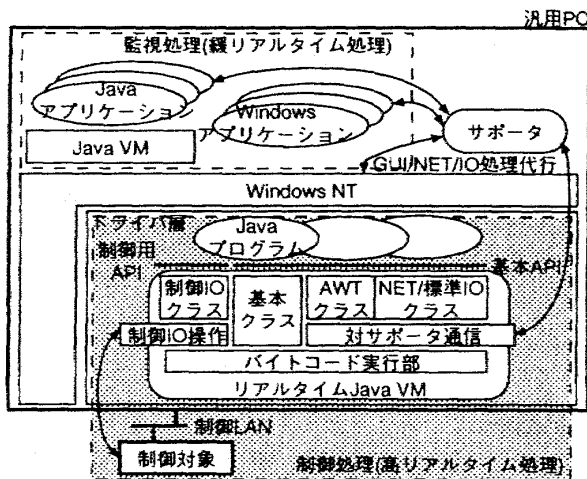 汎用PC
監視処理(緩リアルタイム処理)
Java
アプリケーション
Windows
アプリケーション
サポータ
Java VM
GUI/NET/IO処理代行
Windows NT
ドライバ層
Java
プログラム
制御用
API
基本API
制御IO
クラス
基本
クラス
AWT
クラス
NET/標準IO
クラス
制御IO操作
対サポータ通信
バイトコード実行部
リアルタイムJava VM
制御LAN
制御対象
制御処理(高リアルタイム処理)